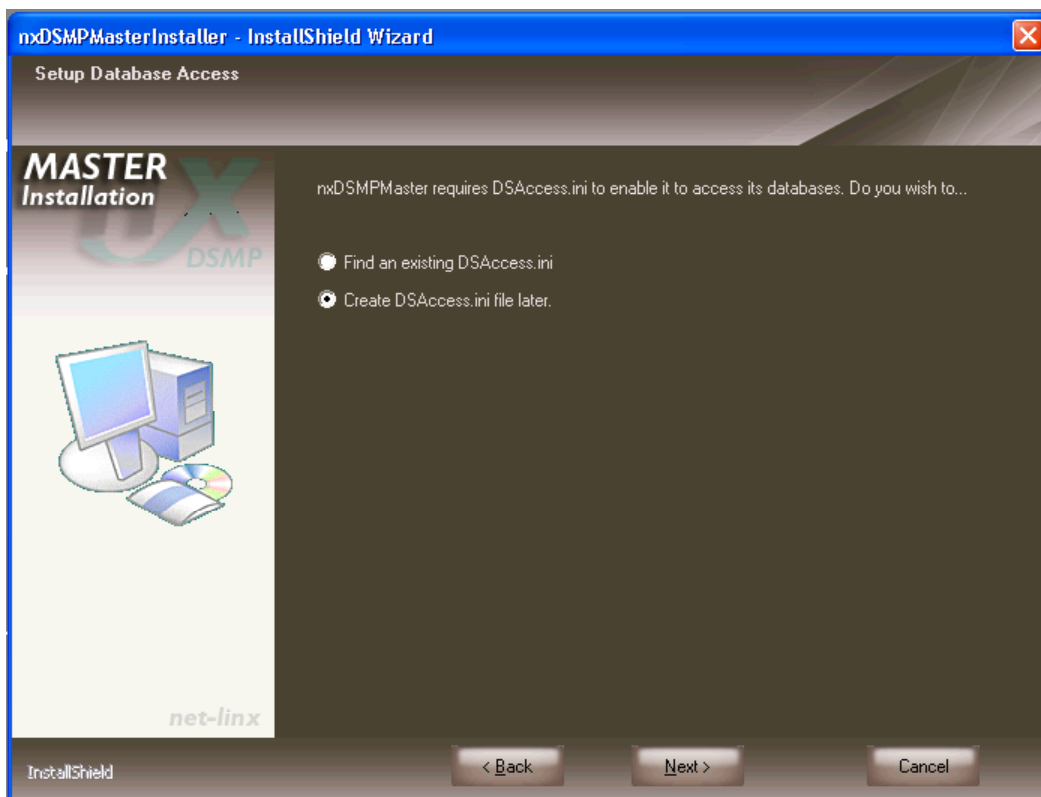 nxDSMPMasterInstaller - InstallShield Wizard
Setup Database Access
MASTER
Installation
nx
DSMP
nxDSMPMaster requires DSAccess.ini to enable it to access its databases. Do you wish to...
Find an existing DSAccess.ini
Create DSAccess.ini file later.
net-linx
InstallShield
< Back
Next >
Cancel